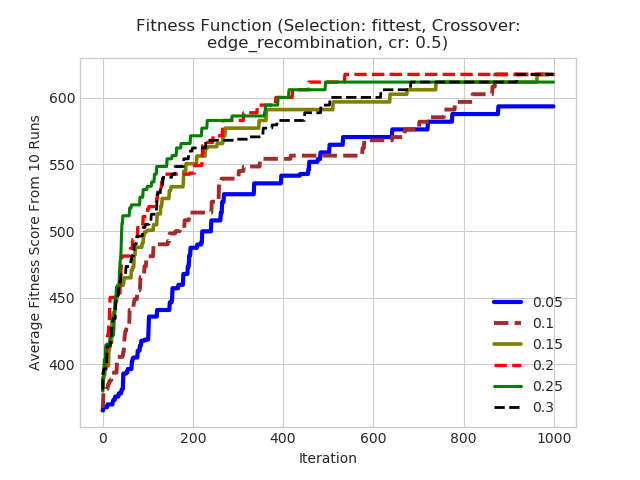 Fitness Function (Selection: fittest, Crossover:
edge_recombination, cr: 0.5)
Average Fitness Score From 10 Runs
600
550
500
450
400
0 200 400 600 800 1000
Iteration
0.05
0.1
0.15
0.2
0.25
0.3